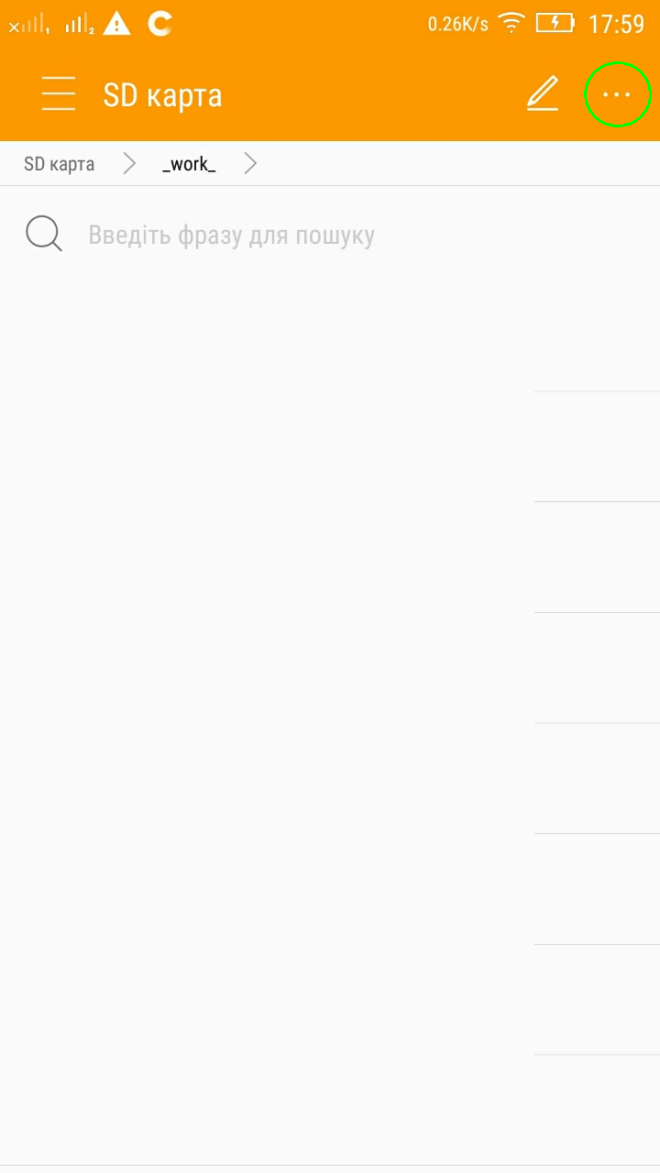 0.26K/s 17:59
SD карта
SD карта _work_
Введіть фразу для пошуку